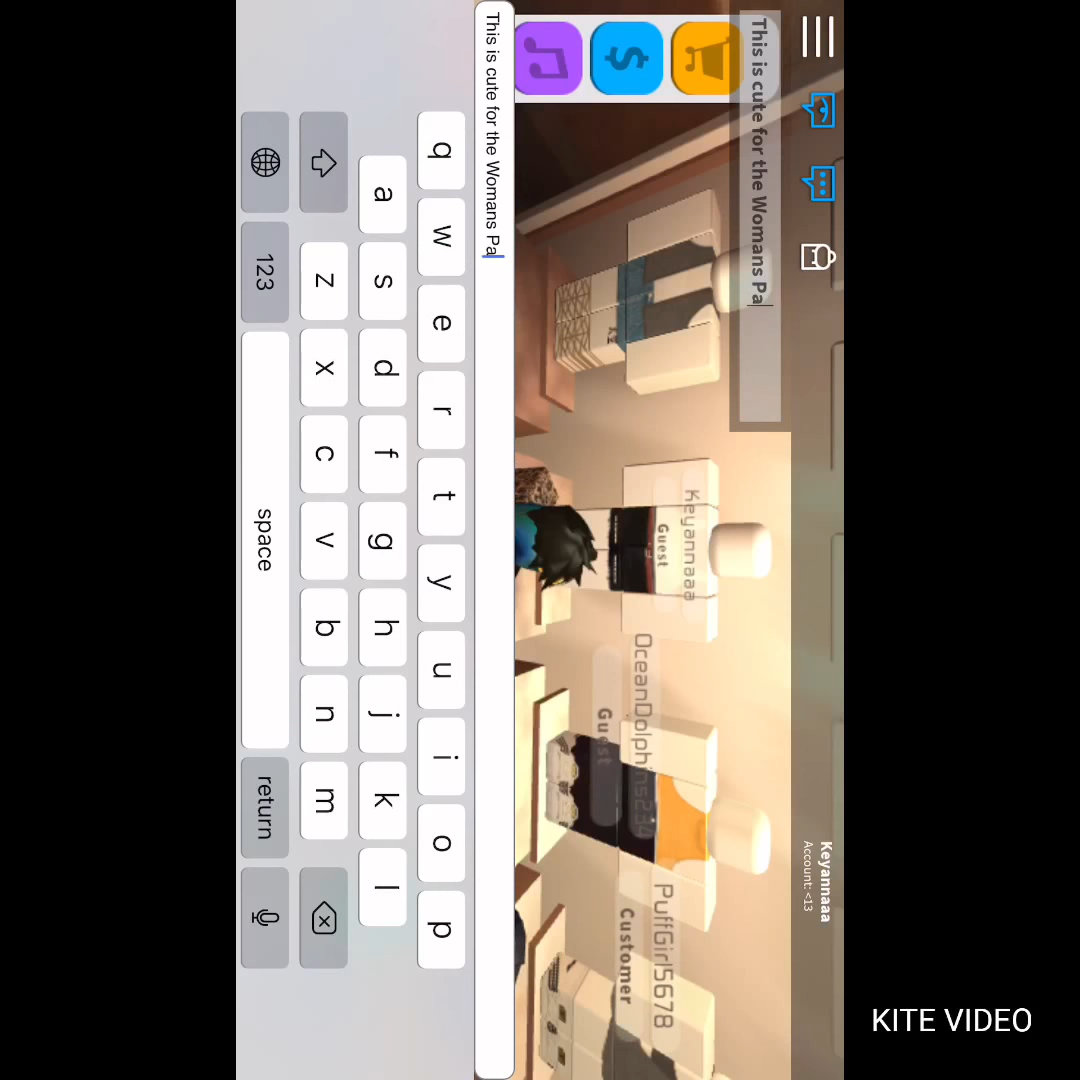 This is cute for the Womans Pa
Keyannaaa
Account: <13
Keyannaaa
Guest
OceanDolphins234
Guest
PuffGirl5678
Customer
$
This is cute for the Womans Pa
q w e r t y u i o p
a s d f g h j k l
z x c v b n m
123 space return
KITE VIDEO